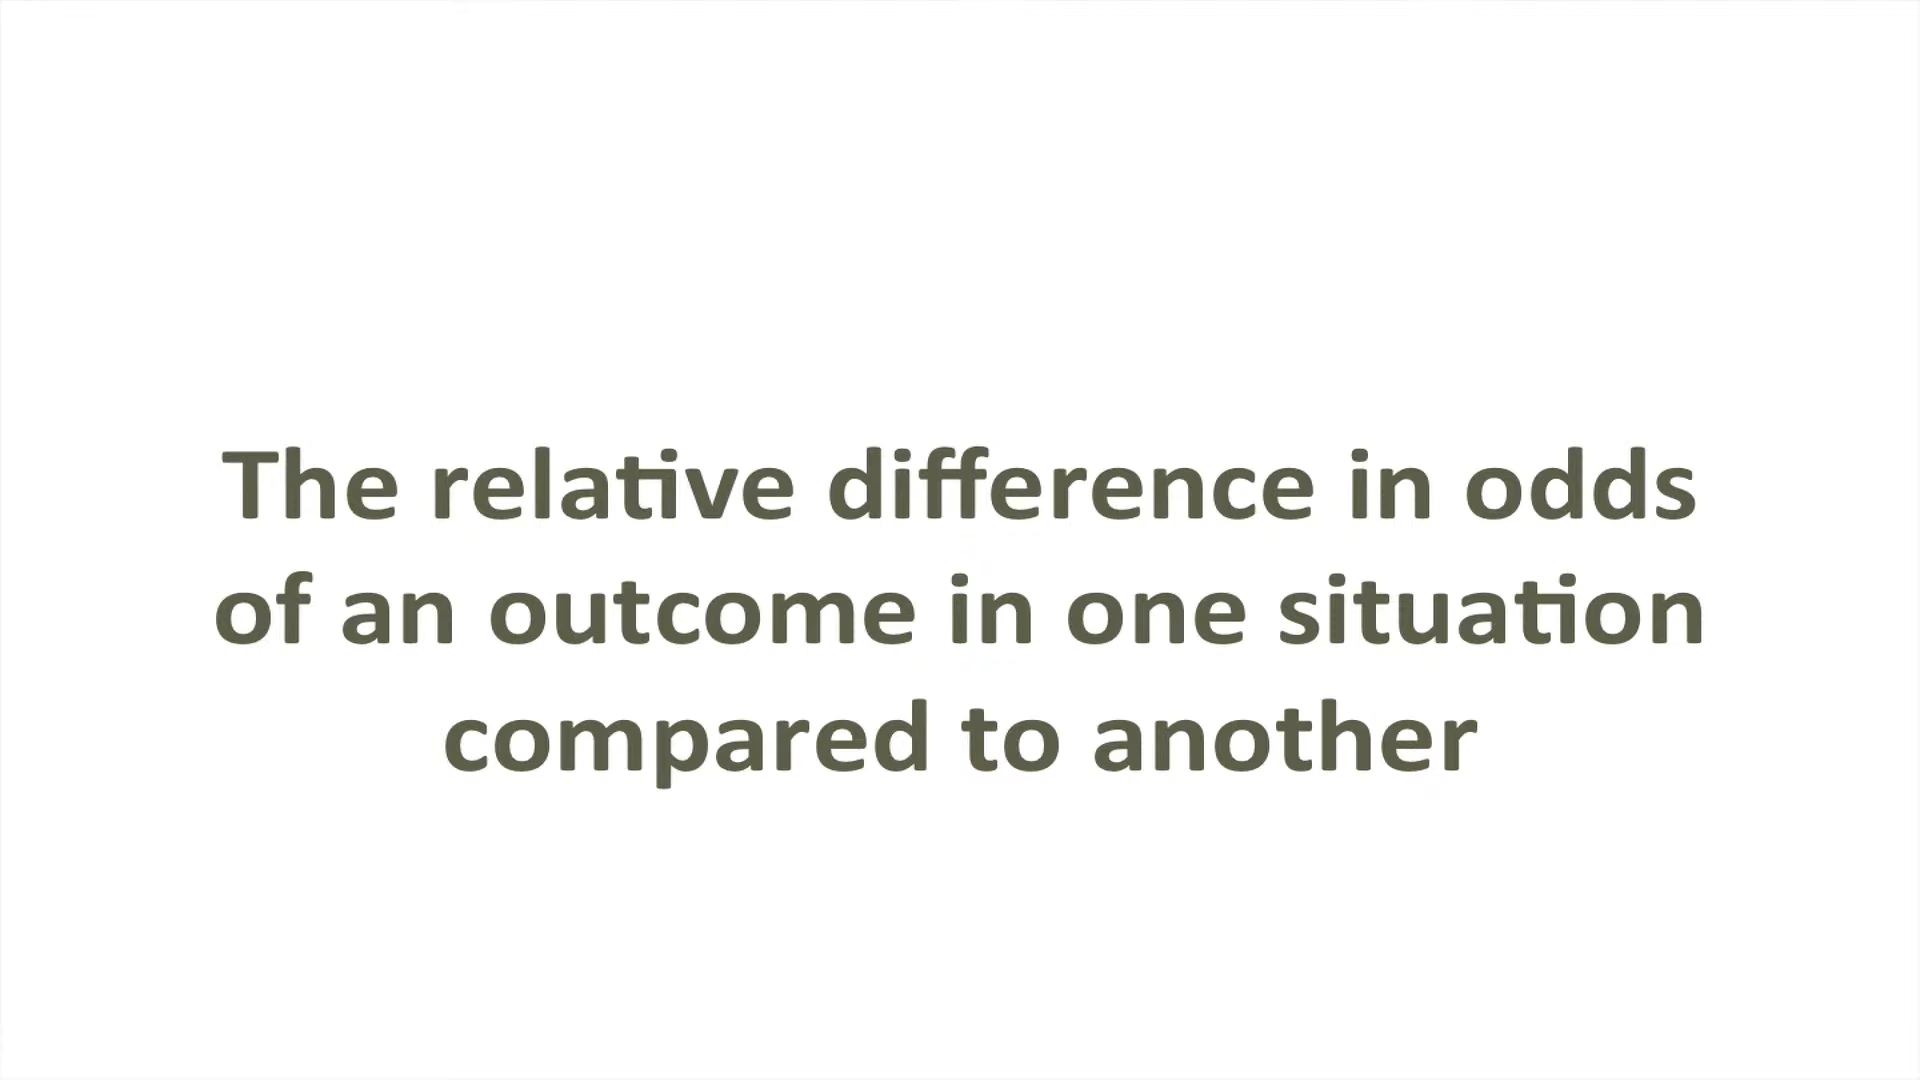 The relative difference in odds
of an outcome in one situation
compared to another